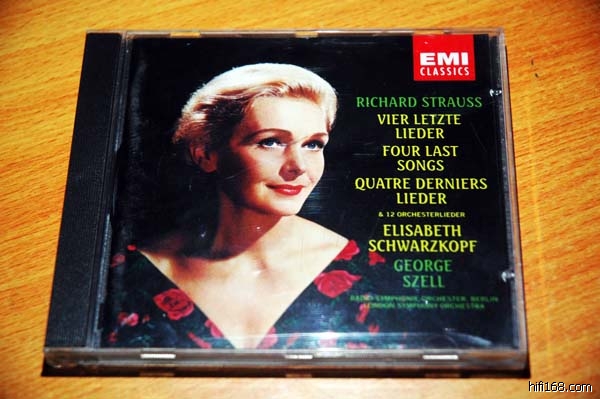 EMI
CLASSICS
RICHARD STRAUSS
VIER LETZTE
LIEDER
FOUR LAST
SONGS
QUATRE DERNIERS
LIEDER
& 12 ORCHESTERLIEDER
ELISABETH
SCHWARZKOPF
GEORGE
SZELL
RADIO-SYMPHONIE-ORCHESTER, BERLIN
LONDON SYMPHONY ORCHESTRA
hifi168.com